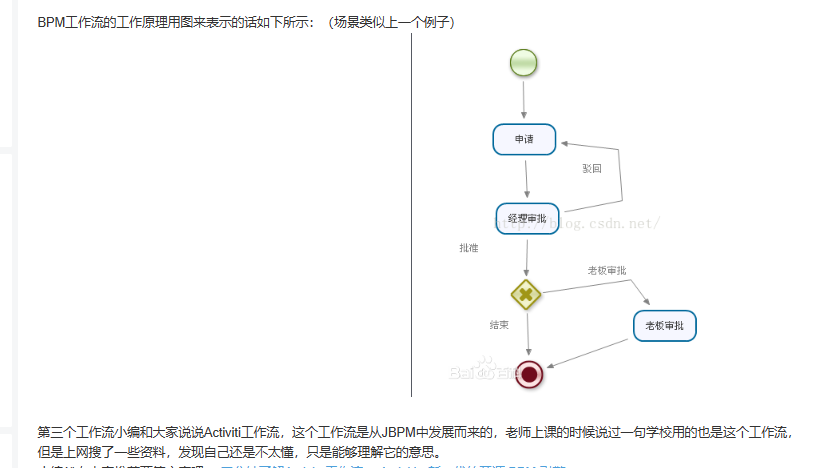 BPM工作流的工作原理用图来表示的话如下所示：（场景类似上一个例子）
申请
驳回
经理审批
http://blog.csdn.net/
批准
老板审批
结束
老板审批
Bai
第三个工作流小编和大家说说Activiti工作流，这个工作流是从JBPM中发展而来的，老师上课的时候说过一句学校用的也是这个工作流，
但是上网搜了一些资料，发现自己还是不太懂，只是能够理解它的意思。